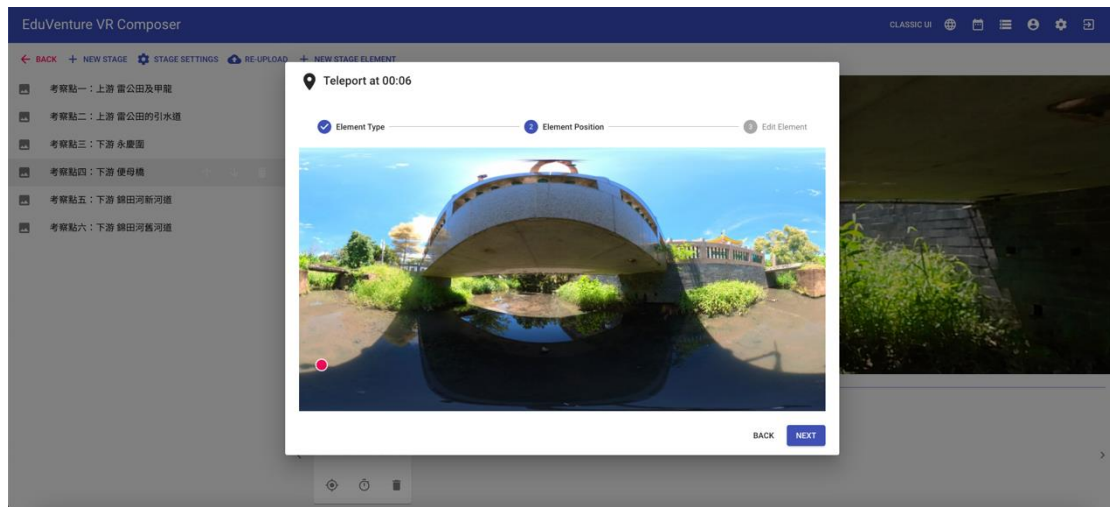 EduVenture VR Composer
CLASSIC UI
BACK NEW STAGE STAGE SETTINGS RE-UPLOAD NEW STAGE ELEMENT
考察點一：上游 雷公田及甲龍
考察點二：上游 雷公田的引水道
考察點三：下游 永慶圍
考察點四：下游 便母橋
考察點五：下游 錦田河新河道
考察點六：下游 錦田河舊河道
Teleport at 00:06
Element Type
2 Element Position
3 Edit Element
BACK NEXT